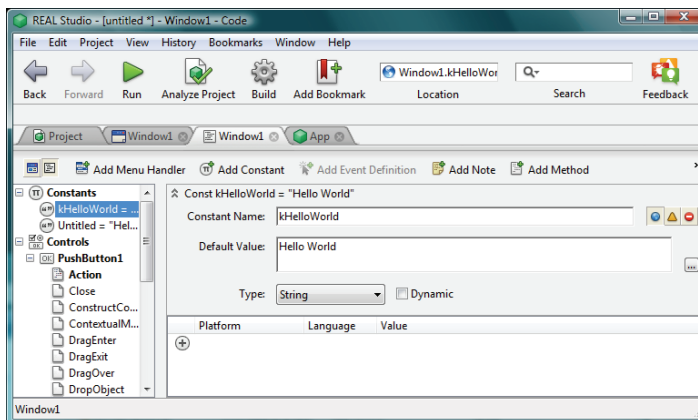 REAL Studio - [untitled *] - Window1 - Code
File Edit Project View History Bookmarks Window Help
Window1.kHelloWor
Back Forward Run Analyze Project Build Add Bookmark Location Search Feedback
Project Window1 Window1 App
Add Menu Handler Add Constant Add Event Definition Add Note Add Method
Constants
kHelloWorld = ...
Untitled = "Hel...
Controls
PushButton1
Action
Close
ConstructCo...
ContextualM...
DragEnter
DragExit
DragOver
DropObject
Const kHelloWorld = "Hello World"
Constant Name: kHelloWorld
Default Value: Hello World
...
Type: String Dynamic
Platform Language Value
Window1